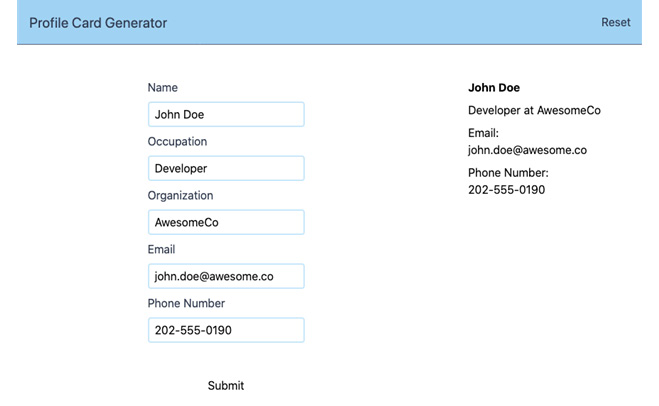 Profile Card Generator
Reset
Name
John Doe
Occupation
Developer
Organization
AwesomeCo
Email
john.doe@awesome.co
Phone Number
202-555-0190
Submit
John Doe
Developer at AwesomeCo
Email:
john.doe@awesome.co
Phone Number:
202-555-0190